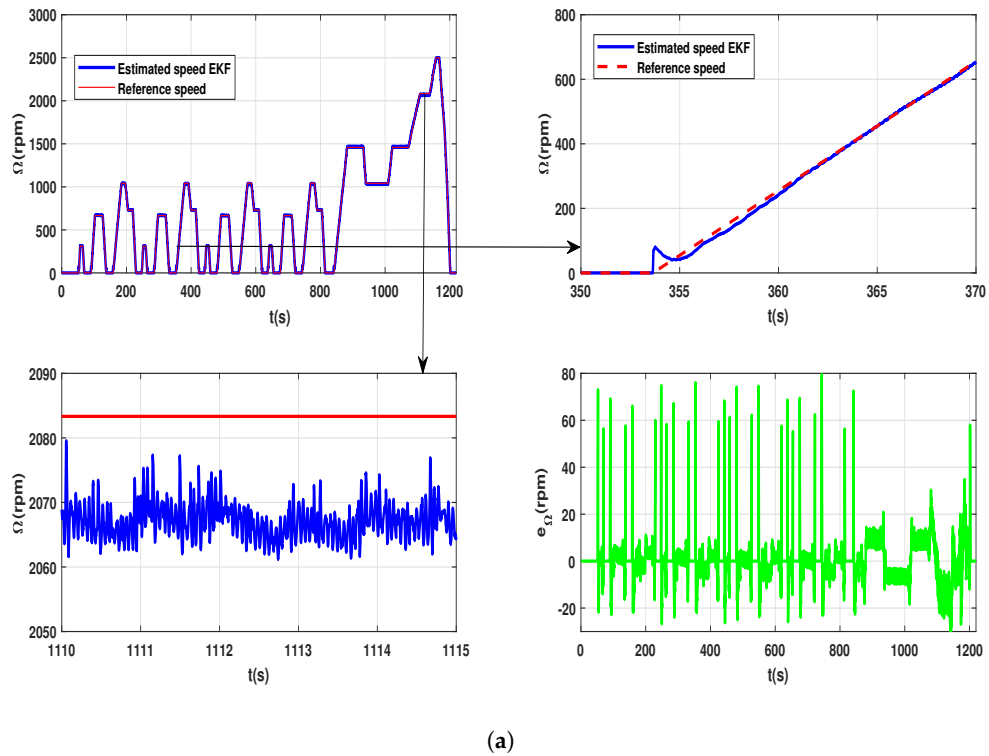 3000
2500
2000
1500
1000
500
0
Ω(rpm)
Estimated speed EKF
Reference speed
0 200 400 600 800 1000 1200
t(s)
800
600
400
200
0
Ω(rpm)
Estimated speed EKF
Reference speed
350 355 360 365 370
t(s)
2090
2080
2070
2060
2050
Ω(rpm)
1110 1111 1112 1113 1114 1115
t(s)
80
60
40
20
0
-20
eΩ(rpm)
0 200 400 600 800 1000 1200
t(s)
(a)